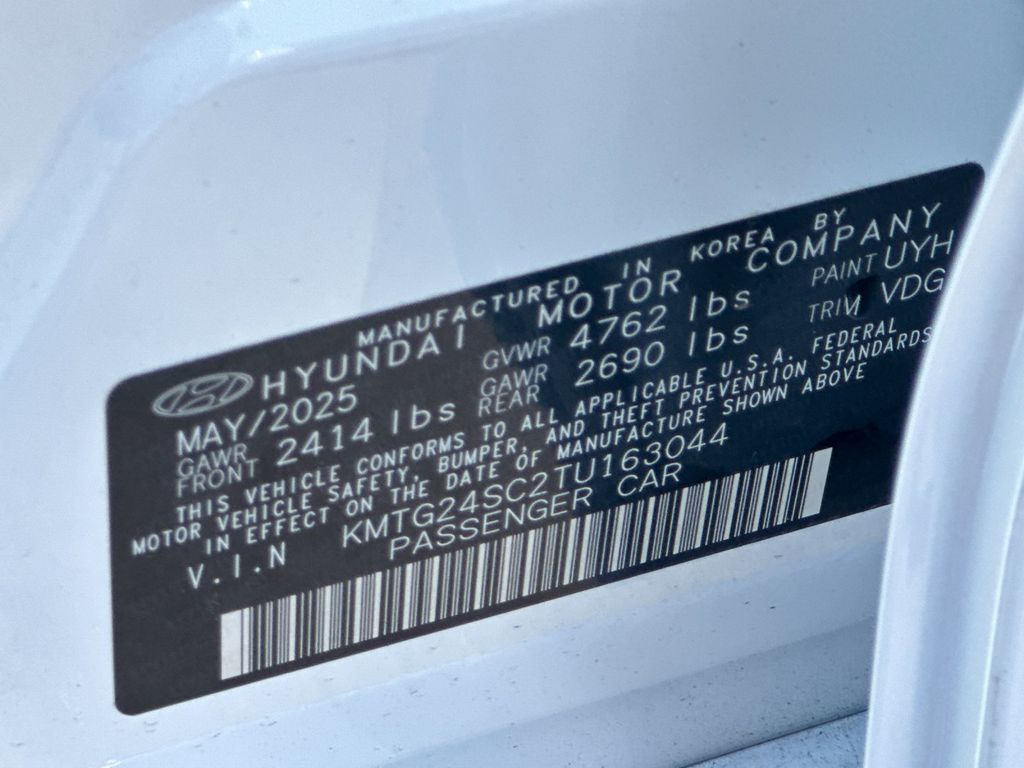 MANUFACTURED IN KOREA BY
HYUNDAI MOTOR COMPANY
MAY/2025 GVWR 4762 lbs PAINT UYH
GAWR FRONT 2414 lbs GAWR REAR 2690 lbs TRIM VDG
THIS VEHICLE CONFORMS TO ALL APPLICABLE U.S.A. FEDERAL
MOTOR VEHICLE SAFETY, BUMPER, AND THEFT PREVENTION STANDARDS
IN EFFECT ON THE DATE OF MANUFACTURE SHOWN ABOVE
V.I.N KMTG24SC2TU163044
PASSENGER CAR